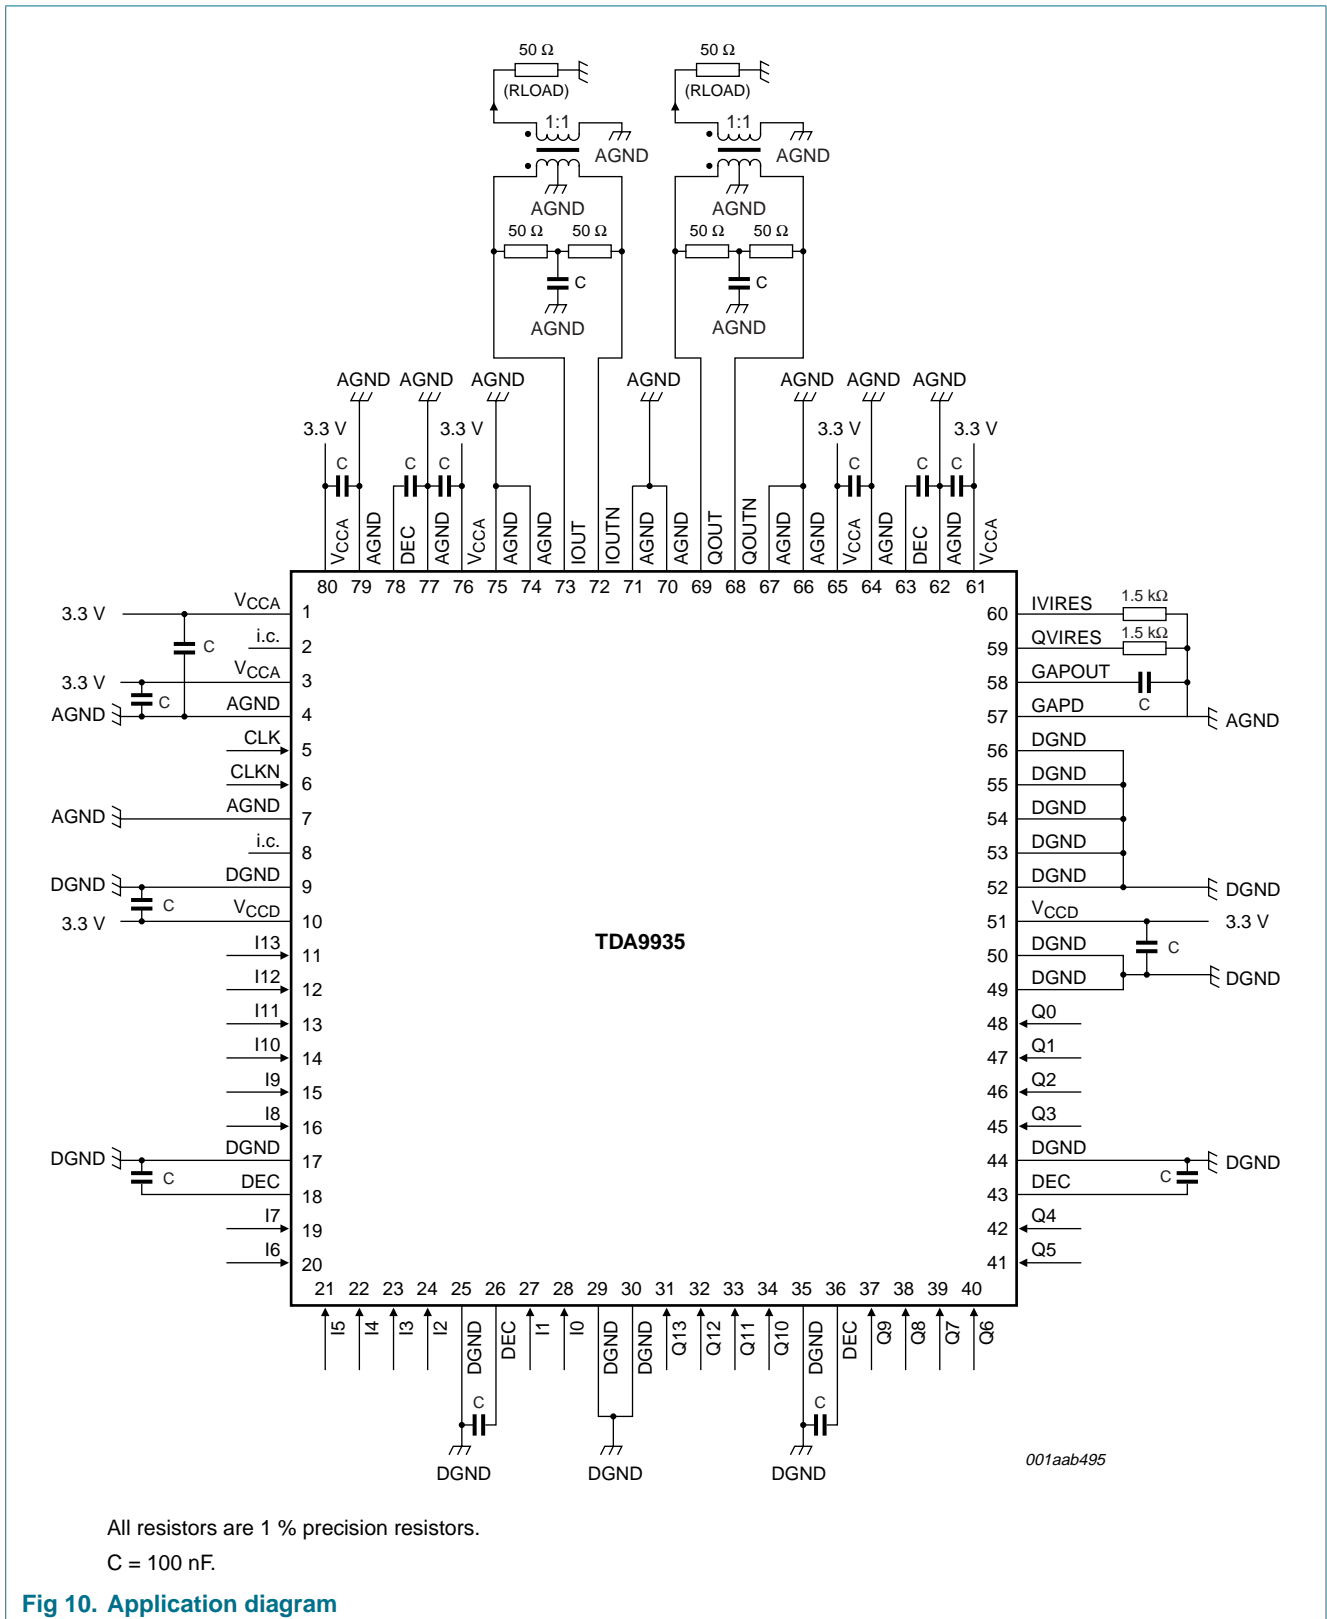 50 Ω 50 Ω
(RLOAD) (RLOAD)
1:1 1:1
AGND AGND
AGND AGND
50 Ω 50 Ω 50 Ω 50 Ω
C C
AGND AGND
AGND AGND AGND AGND AGND AGND AGND
3.3 V 3.3 V 3.3 V 3.3 V
C C C C C C
VCCA AGND DEC AGND VCCA AGND AGND IOUT IOUTN AGND AGND QOUT QOUTN AGND AGND VCCA AGND DEC AGND VCCA
80 79 78 77 76 75 74 73 72 71 70 69 68 67 66 65 64 63 62 61
3.3 V VCCA 1 60 IVIRES 1.5 kΩ
C i.c. 2 59 QVIRES 1.5 kΩ
3.3 V VCCA 3 58 GAPOUT C
C
AGND AGND 4 57 GAPD AGND
CLK 5 56 DGND
CLKN 6 55 DGND
AGND AGND 7 54 DGND
i.c. 8 53 DGND
DGND DGND 9 52 DGND DGND
C
3.3 V VCCD 10 51 VCCD 3.3 V
TDA9935
I13 11 50 DGND C
I12 12 49 DGND DGND
I11 13 48 Q0
I10 14 47 Q1
I9 15 46 Q2
I8 16 45 Q3
DGND DGND 17 44 DGND DGND
C DEC 18 43 DEC C
I7 19 42 Q4
I6 20 41 Q5
21 22 23 24 25 26 27 28 29 30 31 32 33 34 35 36 37 38 39 40
I5 I4 I3 I2 DGND DEC I1 I0 DGND DGND Q13 Q12 Q11 Q10 DGND DEC Q9 Q8 Q7 Q6
C C
DGND DGND DGND
001aab495
All resistors are 1 % precision resistors.
C = 100 nF.
Fig 10. Application diagram